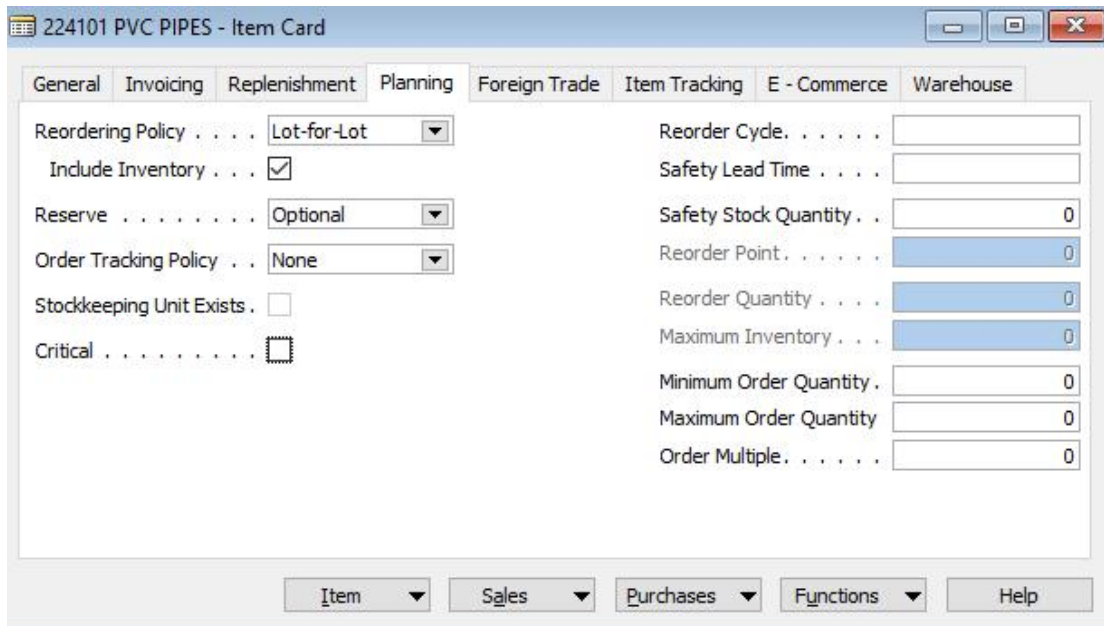 224101 PVC PIPES - Item Card
General Invoicing Replenishment Planning Foreign Trade Item Tracking E - Commerce Warehouse
Reordering Policy . . . . Lot-for-Lot
Include Inventory . . .
Reserve . . . . . . . . Optional
Order Tracking Policy . . None
Stockkeeping Unit Exists .
Critical . . . . . . . . . .
Reorder Cycle. . . . . .
Safety Lead Time . . . .
Safety Stock Quantity . . 0
Reorder Point. . . . . . 0
Reorder Quantity . . . . 0
Maximum Inventory . . . 0
Minimum Order Quantity . 0
Maximum Order Quantity 0
Order Multiple. . . . . . 0
Item Sales Purchases Functions Help